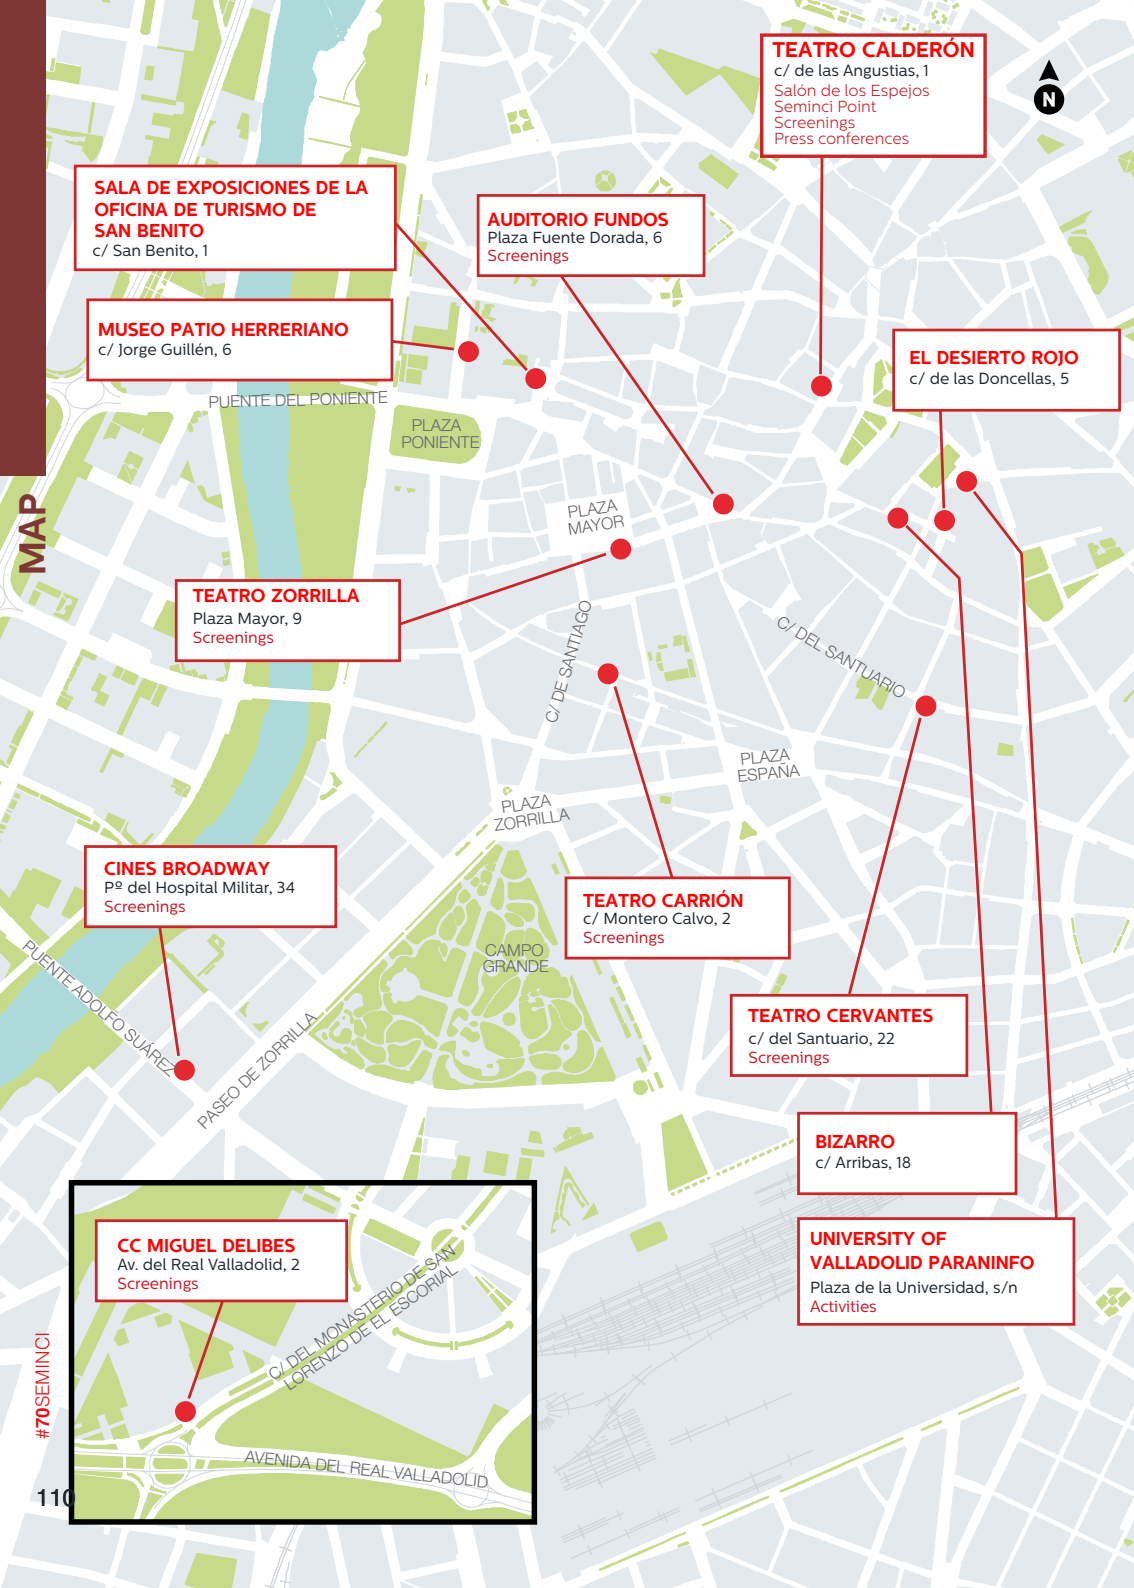 TEATRO CALDERÓN
c/ de las Angustias, 1
Salón de los Espejos
Seminci Point
Screenings
Press conferences
N
SALA DE EXPOSICIONES DE LA
OFICINA DE TURISMO DE
SAN BENITO
c/ San Benito, 1
AUDITORIO FUNDOS
Plaza Fuente Dorada, 6
Screenings
MUSEO PATIO HERRERIANO
c/ Jorge Guillén, 6
EL DESIERTO ROJO
c/ de las Doncellas, 5
PUENTE DEL PONIENTE
PLAZA
PONIENTE
MAP
PLAZA
MAYOR
TEATRO ZORRILLA
Plaza Mayor, 9
Screenings
C/ DE SANTIAGO
C/ DEL SANTUARIO
PLAZA
ESPAÑA
PLAZA
ZORRILLA
CINES BROADWAY
Pº del Hospital Militar, 34
Screenings
TEATRO CARRIÓN
c/ Montero Calvo, 2
Screenings
CAMPO
GRANDE
PUENTE ADOLFO SUÁREZ
PASEO DE ZORRILLA
TEATRO CERVANTES
c/ del Santuario, 22
Screenings
BIZARRO
c/ Arribas, 18
UNIVERSITY OF
VALLADOLID PARANINFO
Plaza de la Universidad, s/n
Activities
CC MIGUEL DELIBES
Av. del Real Valladolid, 2
Screenings
C/ DEL MONASTERIO DE SAN
LORENZO DE EL ESCORIAL
AVENIDA DEL REAL VALLADOLID
#70SEMINCI
110